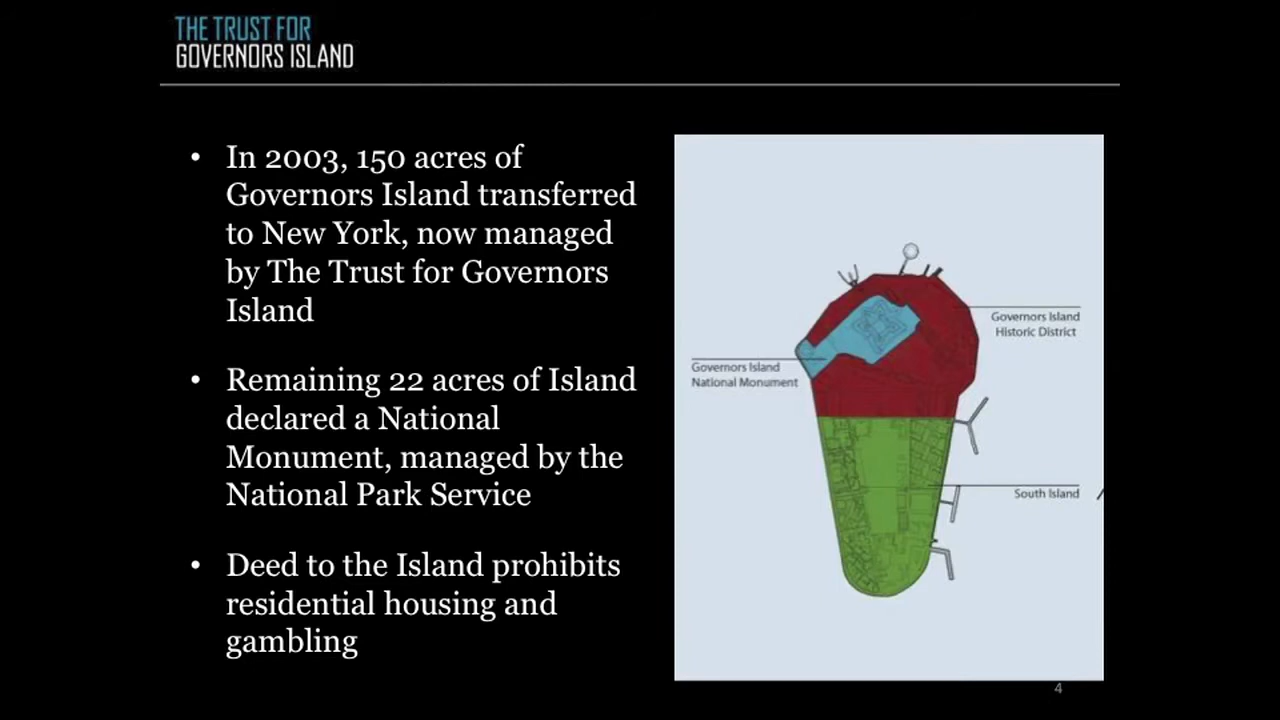 THE TRUST FOR
GOVERNORS ISLAND
• In 2003, 150 acres of
Governors Island transferred
to New York, now managed
by The Trust for Governors
Island
• Remaining 22 acres of Island
declared a National
Monument, managed by the
National Park Service
• Deed to the Island prohibits
residential housing and
gambling
Governors Island
Historic District
Governors Island
National Monument
South Island
4